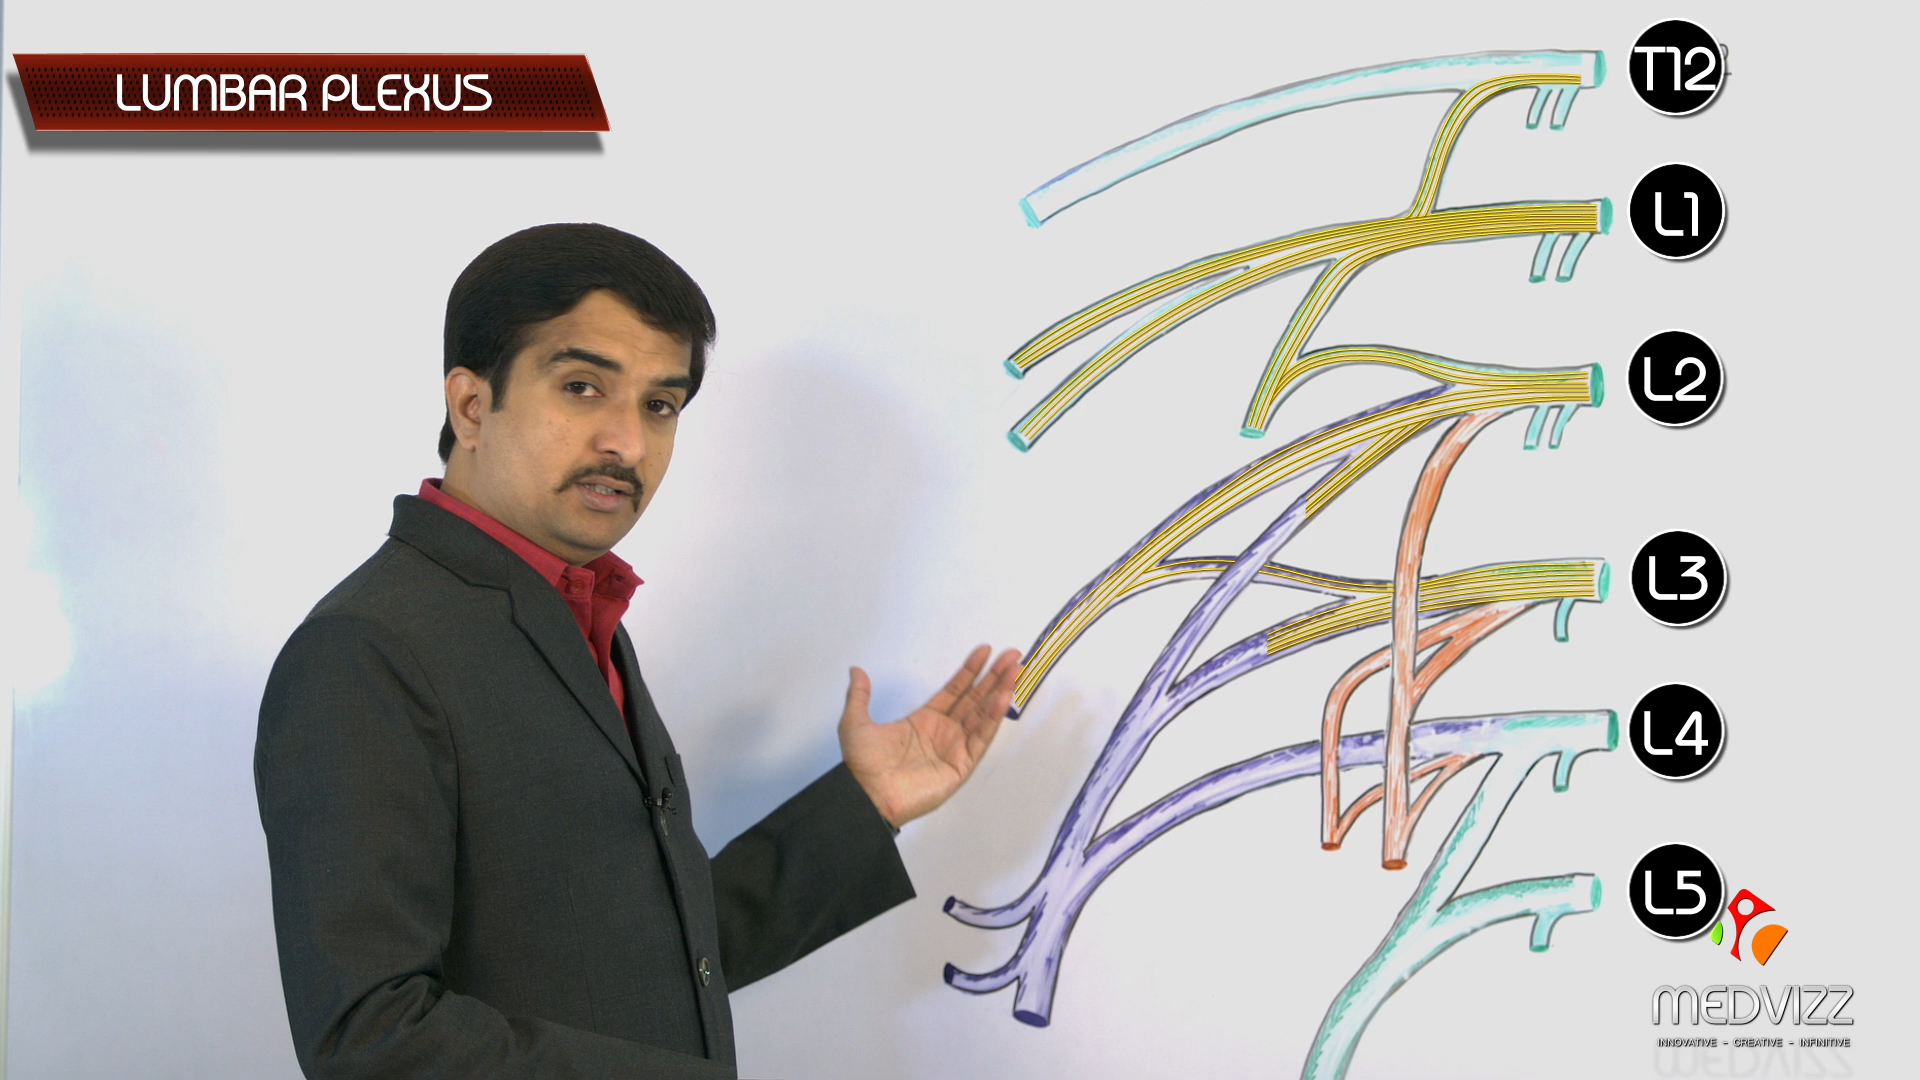 LUMBAR PLEXUS
T12
L1
L2
L3
L4
L5
MEDVIZZ
INNOVATIVE - CREATIVE - INFINITIVE